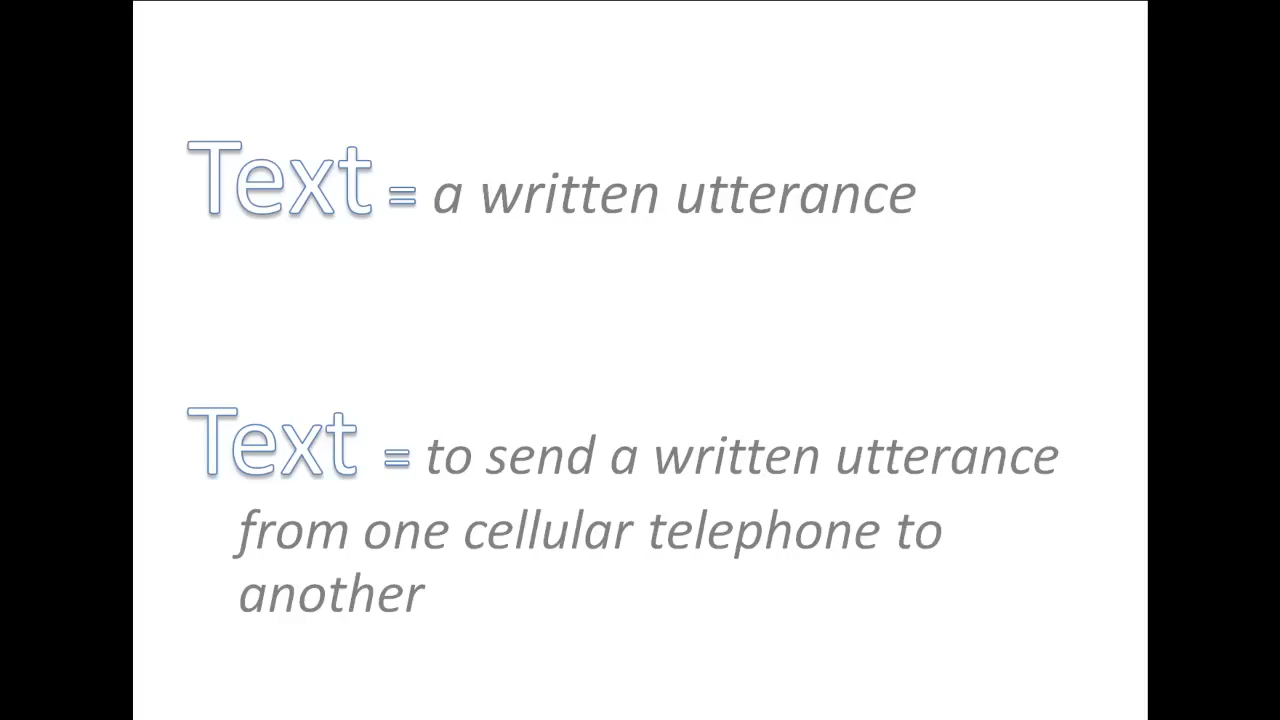 Text = a written utterance
Text = to send a written utterance
from one cellular telephone to
another